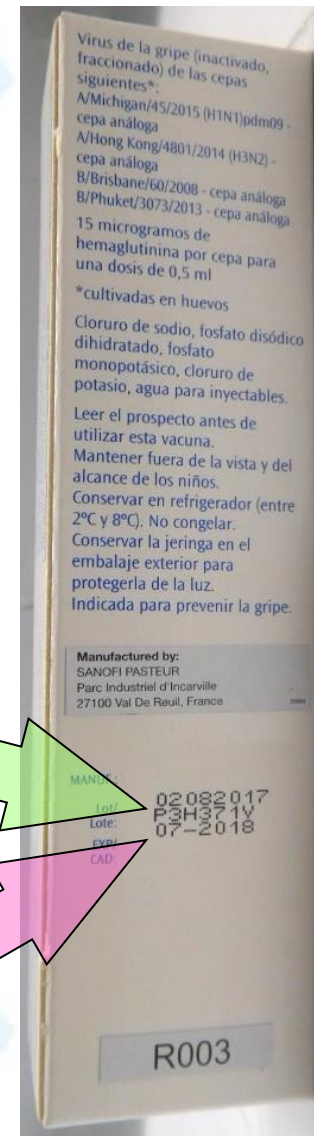 Virus de la gripe (inactivado,
fraccionado) de las cepas
siguientes*:
A/Michigan/45/2015 (H1N1)pdm09 -
cepa análoga
A/Hong Kong/4801/2014 (H3N2) -
cepa análoga
B/Brisbane/60/2008 - cepa análoga
B/Phuket/3073/2013 - cepa análoga
15 microgramos de
hemaglutinina por cepa para
una dosis de 0,5 ml
*cultivadas en huevos
Cloruro de sodio, fosfato disódico
dihidratado, fosfato
monopotásico, cloruro de
potasio, agua para inyectables.
Leer el prospecto antes de
utilizar esta vacuna.
Mantener fuera de la vista y del
alcance de los niños.
Conservar en refrigerador (entre
2ºC y 8ºC). No congelar.
Conservar la jeringa en el
embalaje exterior para
protegerla de la luz.
Indicada para prevenir la gripe.
Manufactured by:
SANOFI PASTEUR
Parc Industriel d'Incarville
27100 Val De Reuil, France
MANUF.: 02082017
Lot/
Lote: P3H371V
EXP/ 07-2018
CAD:
R003